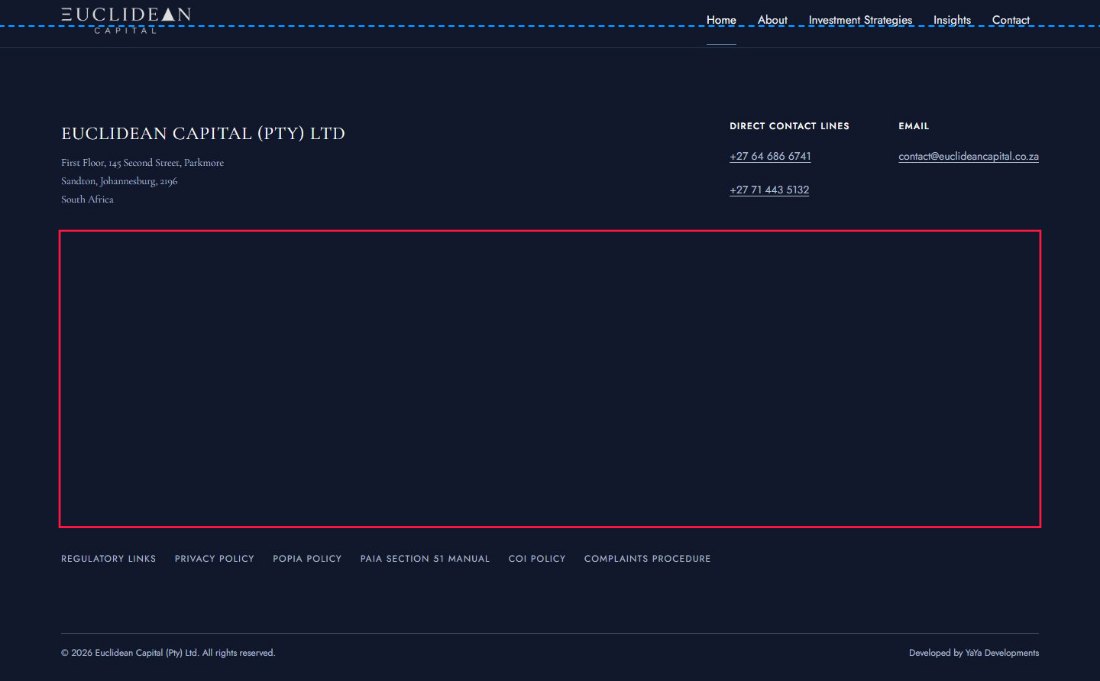 EUCLIDEAN
CAPITAL
Home About Investment Strategies Insights Contact
EUCLIDEAN CAPITAL (PTY) LTD
First Floor, 145 Second Street, Parkmore
Sandton, Johannesburg, 2196
South Africa
DIRECT CONTACT LINES
+27 64 686 6741
+27 71 443 5132
EMAIL
contact@euclideancapital.co.za
REGULATORY LINKS PRIVACY POLICY POPIA POLICY PAIA SECTION 51 MANUAL COI POLICY COMPLAINTS PROCEDURE
© 2026 Euclidean Capital (Pty) Ltd. All rights reserved.
Developed by YaYa Developments